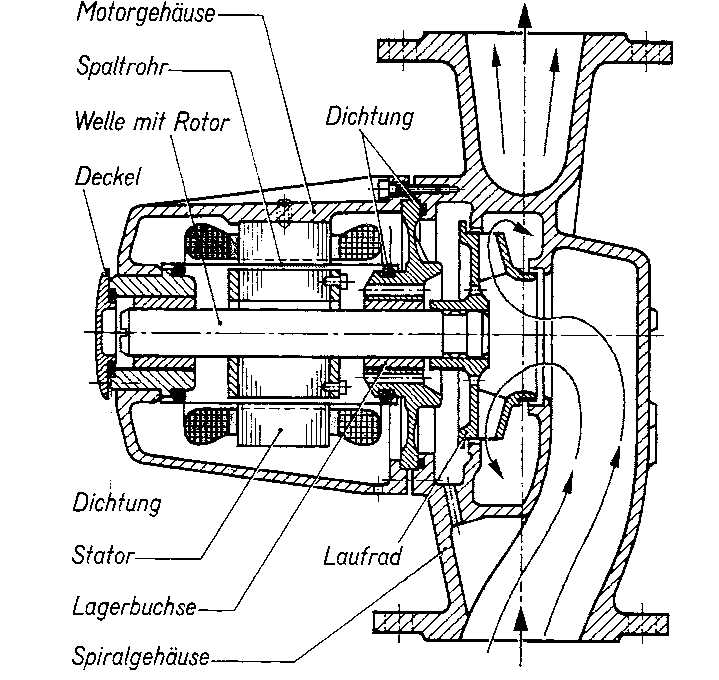 Motorgehäuse
Spaltrohr
Welle mit Rotor
Dichtung
Deckel
Dichtung
Stator
Laufrad
Lagerbuchse
Spiralgehäuse